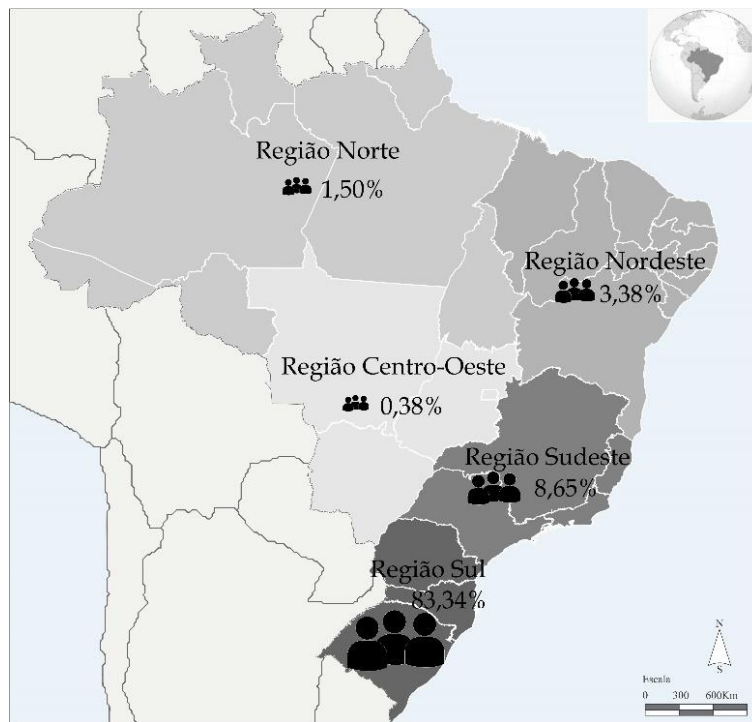 Região Norte
1,50%
Região Nordeste
3,38%
Região Centro-Oeste
0,38%
Região Sudeste
8,65%
Região Sul
83,34%
N
S
Escala
0 300 600Km